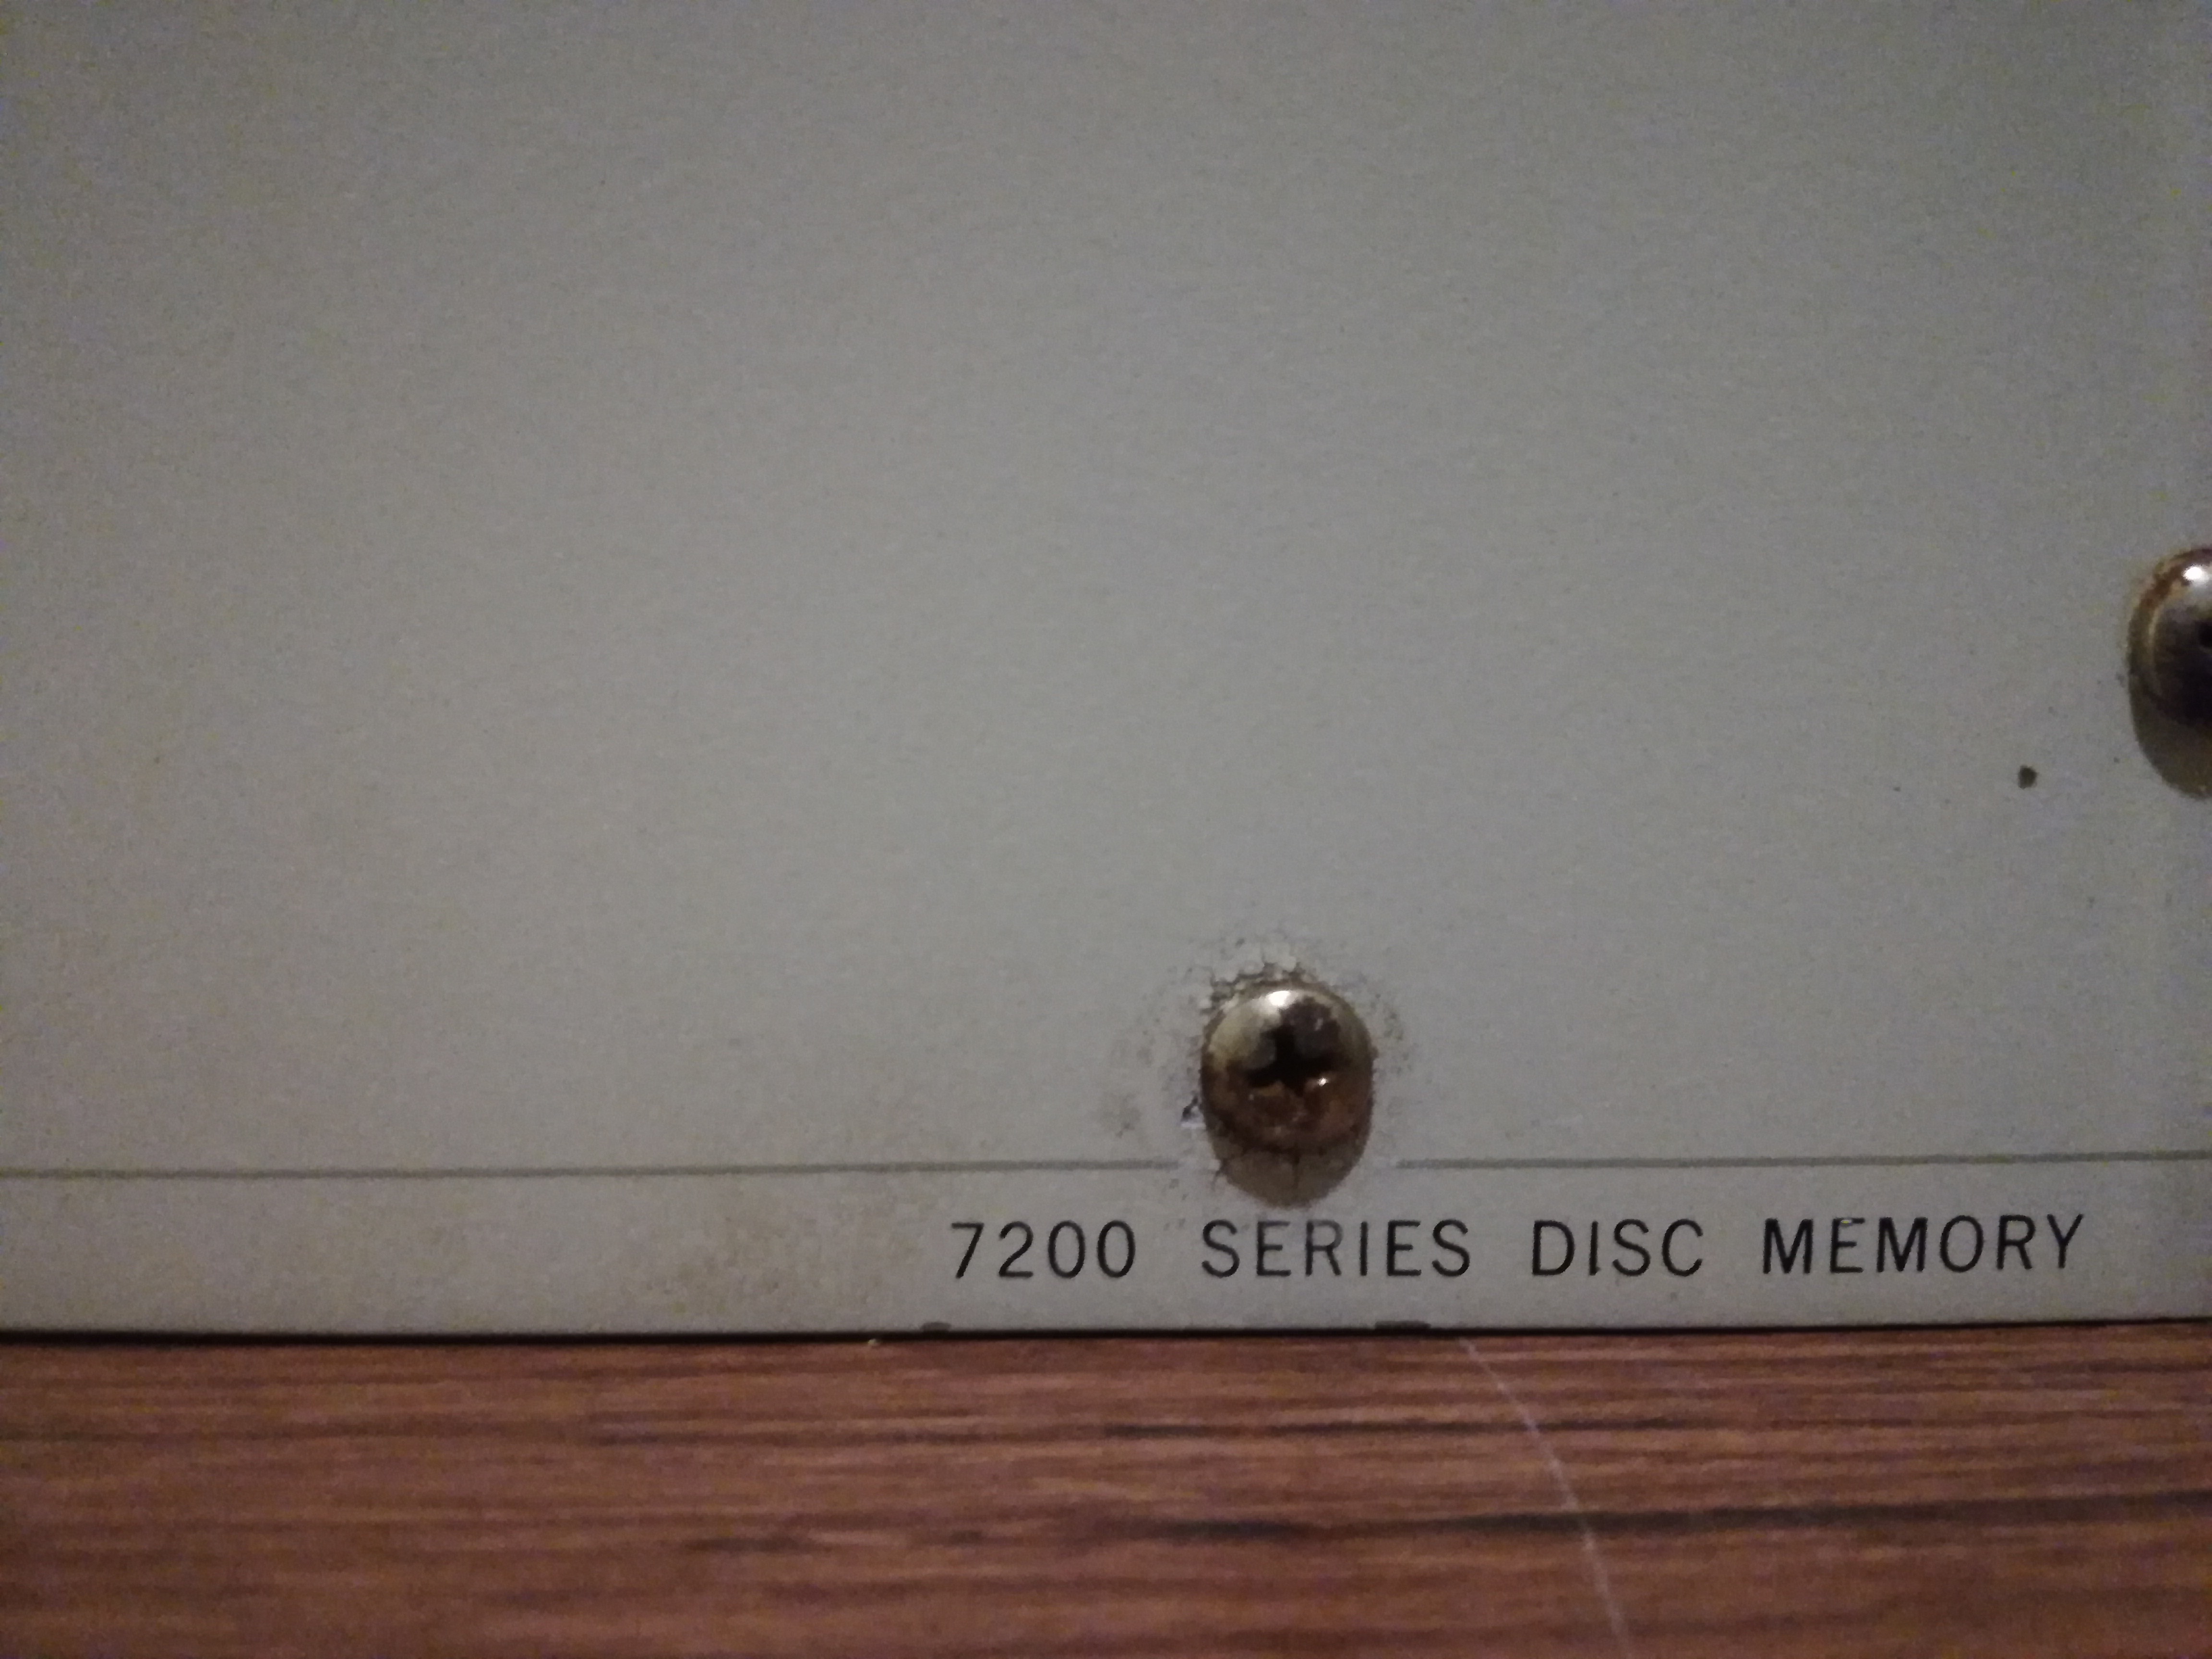 7200 SERIES DISC MEMORY